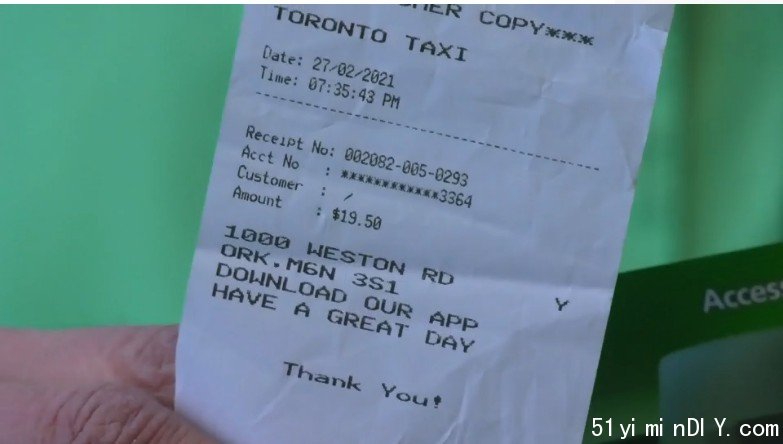 COPY***
TORONTO TAXI
Date: 27/02/2021
Time: 07:35:43 PM
Receipt No: 002082-005-0293
Acct No : ************3364
Customer : /
Amount : $19.50
1000 WESTON RD Y
ORK.M6N 3S1
DOWNLOAD OUR APP
HAVE A GREAT DAY
Thank You!
Access
51yiminDIY.com